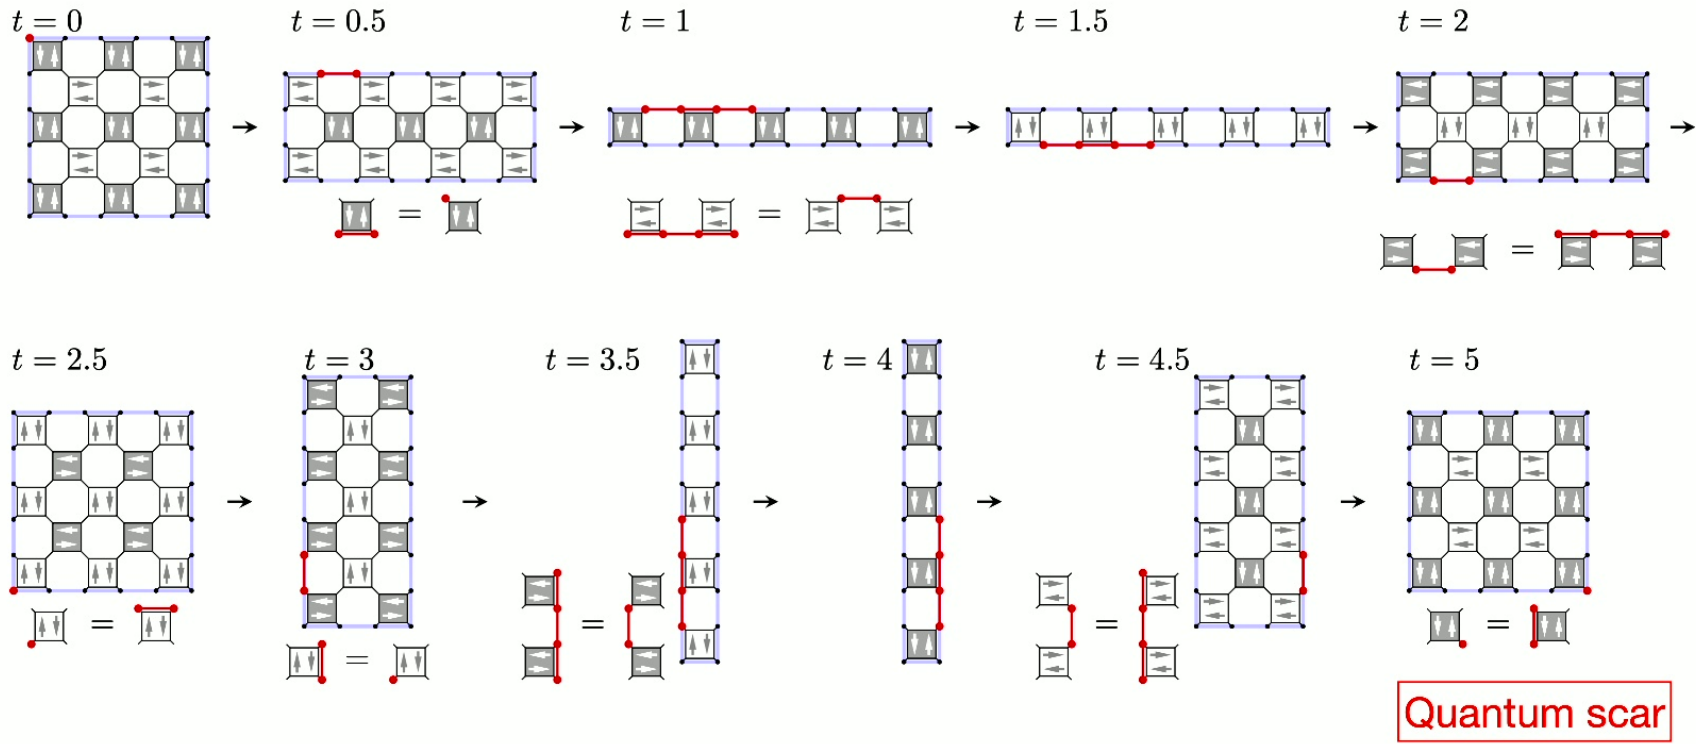 t = 0
t = 0.5
t = 1
t = 1.5
t = 2
=
=
=
t = 2.5
t = 3
t = 3.5
t = 4
t = 4.5
t = 5
=
=
=
=
=
Quantum scar